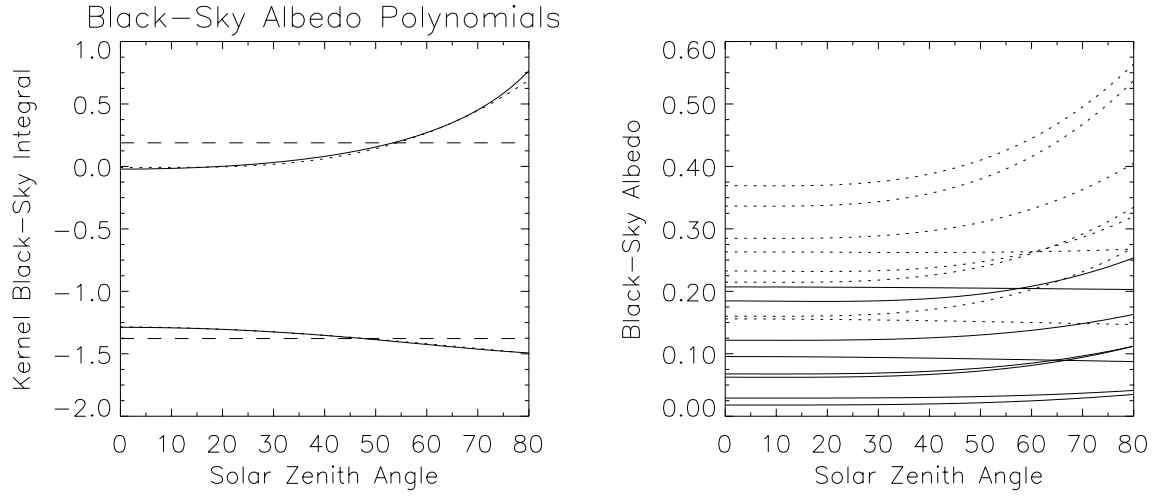 Black-Sky Albedo Polynomials
Kernel Black-Sky Integral
1.0
0.5
0.0
-0.5
-1.0
-1.5
-2.0
0 10 20 30 40 50 60 70 80
Solar Zenith Angle
Black-Sky Albedo
0.60
0.50
0.40
0.30
0.20
0.10
0.00
0 10 20 30 40 50 60 70 80
Solar Zenith Angle